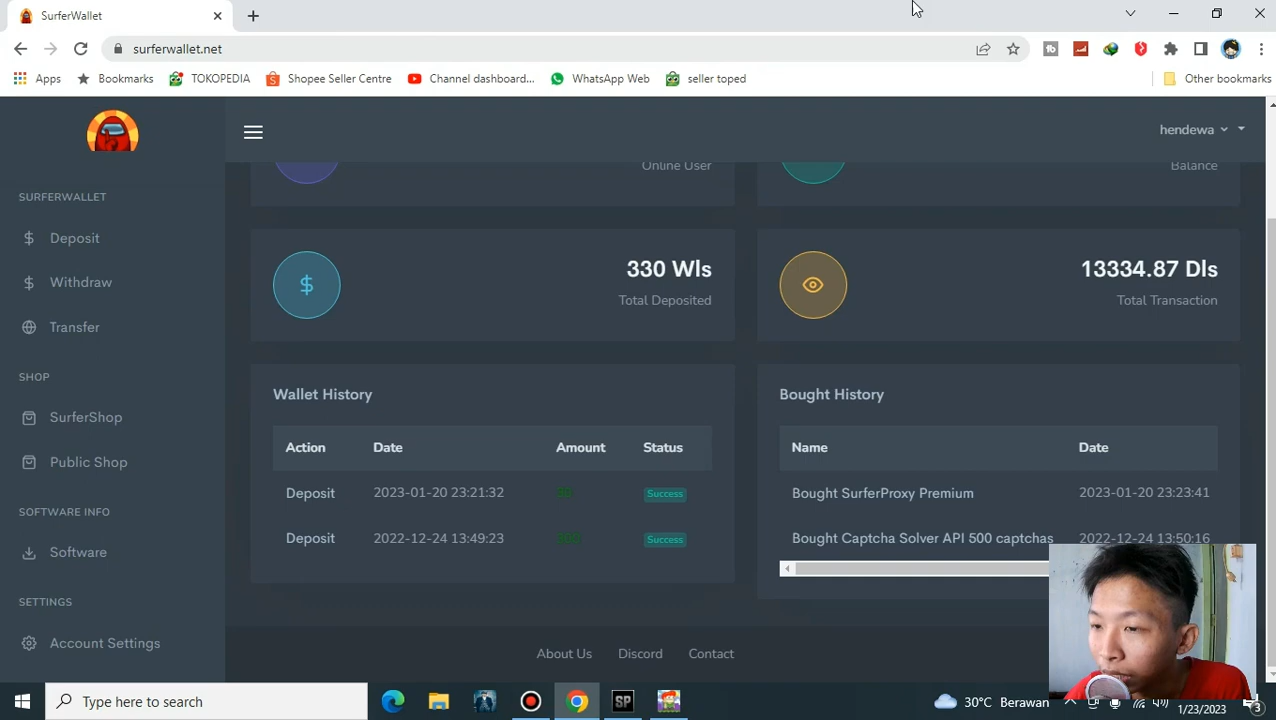 SurferWallet
surferwallet.net
Apps
Bookmarks
TOKOPEDIA
Shopee Seller Centre
Channel dashboard...
WhatsApp Web
seller toped
Other bookmarks
hendewa
SURFERWALLET
Deposit
Withdraw
Transfer
SHOP
SurferShop
Public Shop
SOFTWARE INFO
Software
SETTINGS
Account Settings
Online User
Balance
330 Wls
Total Deposited
13334.87 Dls
Total Transaction
Wallet History
Action Date Amount Status
Deposit 2023-01-20 23:21:32 Success
Deposit 2022-12-24 13:49:23 Success
Bought History
Name Date
Bought SurferProxy Premium 2023-01-20 23:23:41
Bought Captcha Solver API 500 captchas 2022-12-24 13:50:16
About Us
Discord
Contact
Type here to search
SP
30°C Berawan
1/23/2023
3